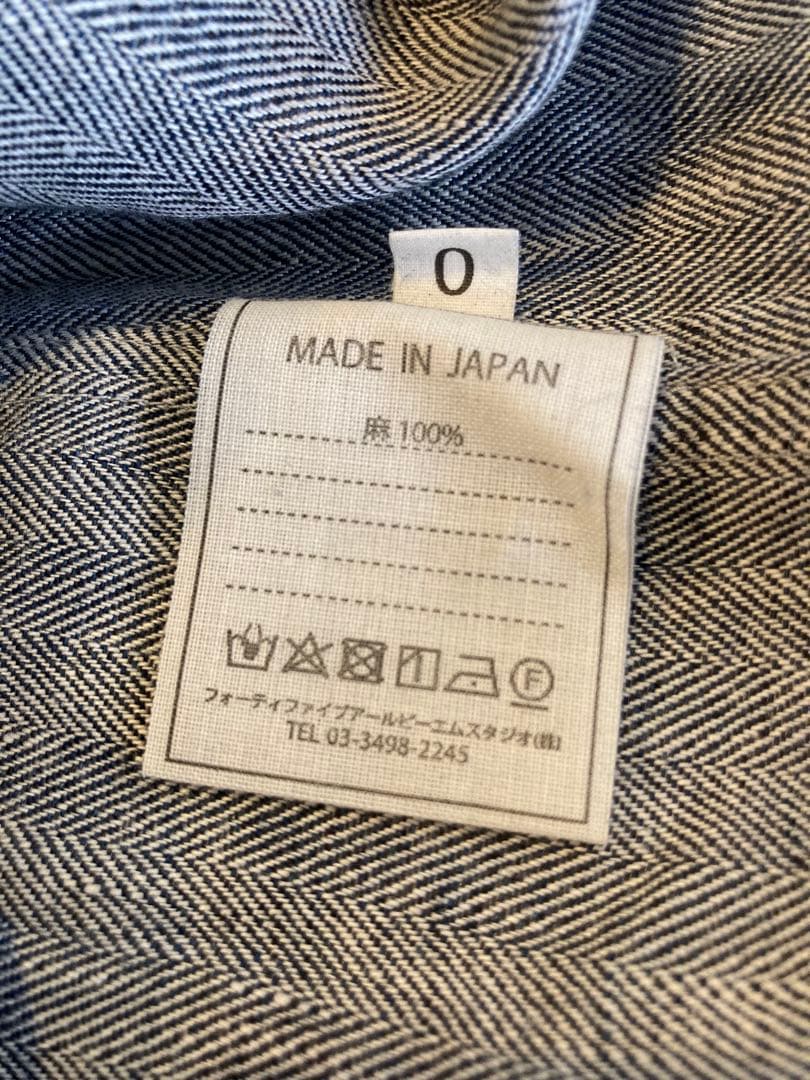 0
MADE IN JAPAN
麻 100%
F
フォーティファイブアールピーエムスタジオ(株)
TEL 03-3498-2245